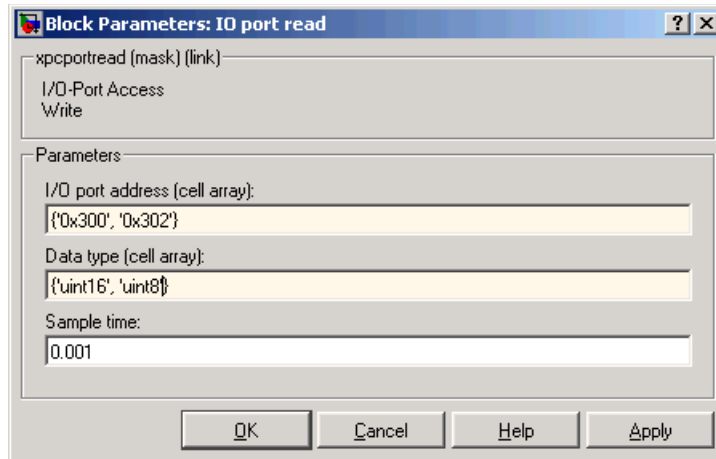 Block Parameters: IO port read
xpcportread (mask) (link)
I/O-Port Access
Write
Parameters
I/O port address (cell array):
{'0x300', '0x302'}
Data type (cell array):
{'uint16', 'uint8'}
Sample time:
0.001
OK Cancel Help Apply